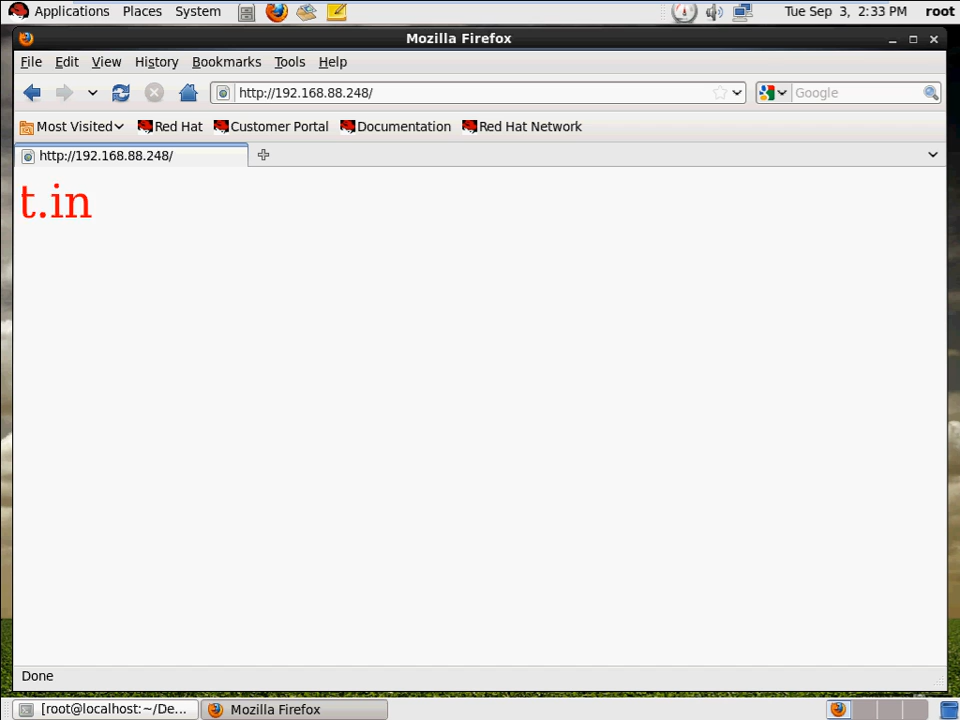 Applications Places System Tue Sep 3, 2:33 PM root
Mozilla Firefox
File Edit View History Bookmarks Tools Help
http://192.168.88.248/ Google
Most Visited Red Hat Customer Portal Documentation Red Hat Network
http://192.168.88.248/
t.in
Done
[root@localhost:~/De... Mozilla Firefox